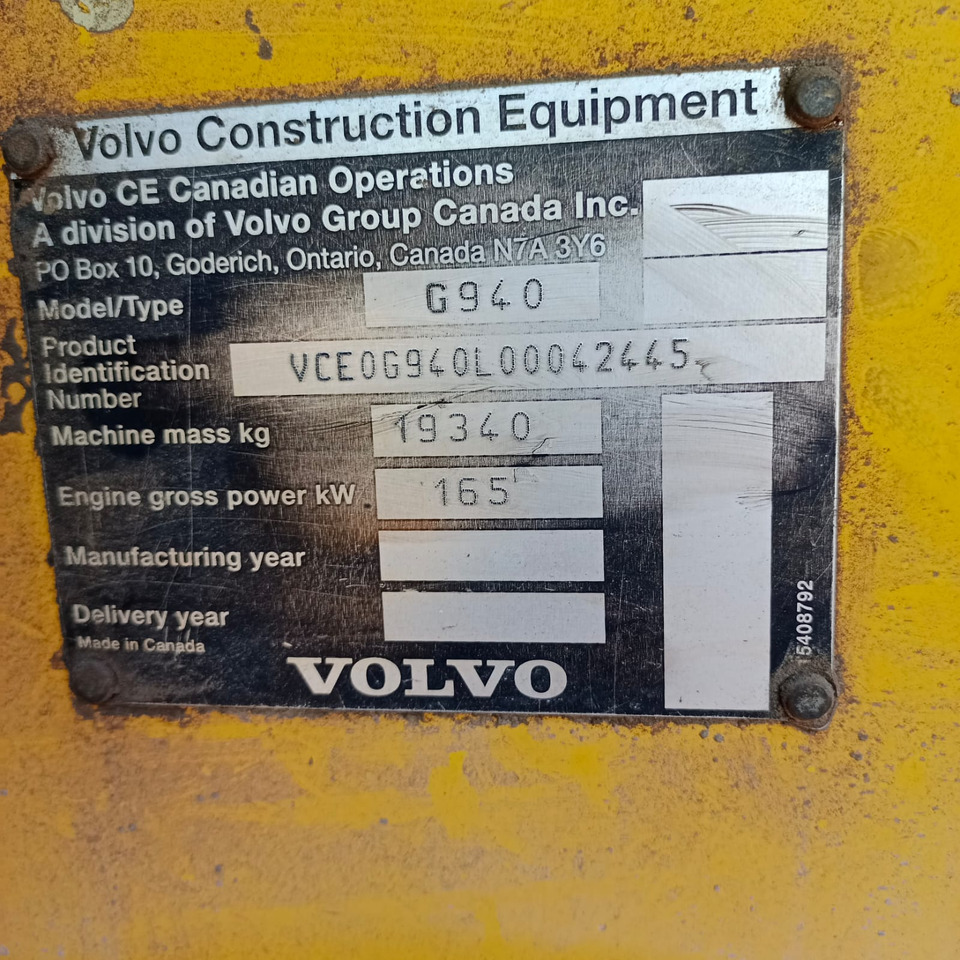 Volvo Construction Equipment
Volvo CE Canadian Operations
A division of Volvo Group Canada Inc.
PO Box 10, Goderich, Ontario, Canada N7A 3Y6
Model/Type G940
Product
Identification VCE0G940L00042445
Number
Machine mass kg 19340
Engine gross power kW 165
Manufacturing year
Delivery year
Made in Canada
VOLVO
15408792